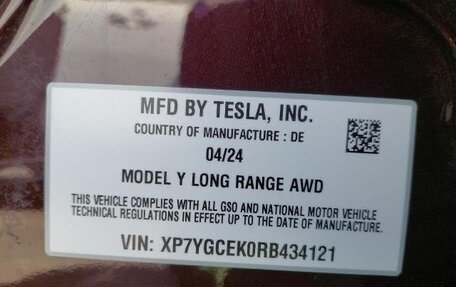 MFD BY TESLA, INC.
COUNTRY OF MANUFACTURE : DE
04/24
MODEL Y LONG RANGE AWD
THIS VEHICLE COMPLIES WITH ALL GSO AND NATIONAL MOTOR VEHICLE
TECHNICAL REGULATIONS IN EFFECT UP TO THE DATE OF MANUFACTURE.
VIN: XP7YGCEK0RB434121